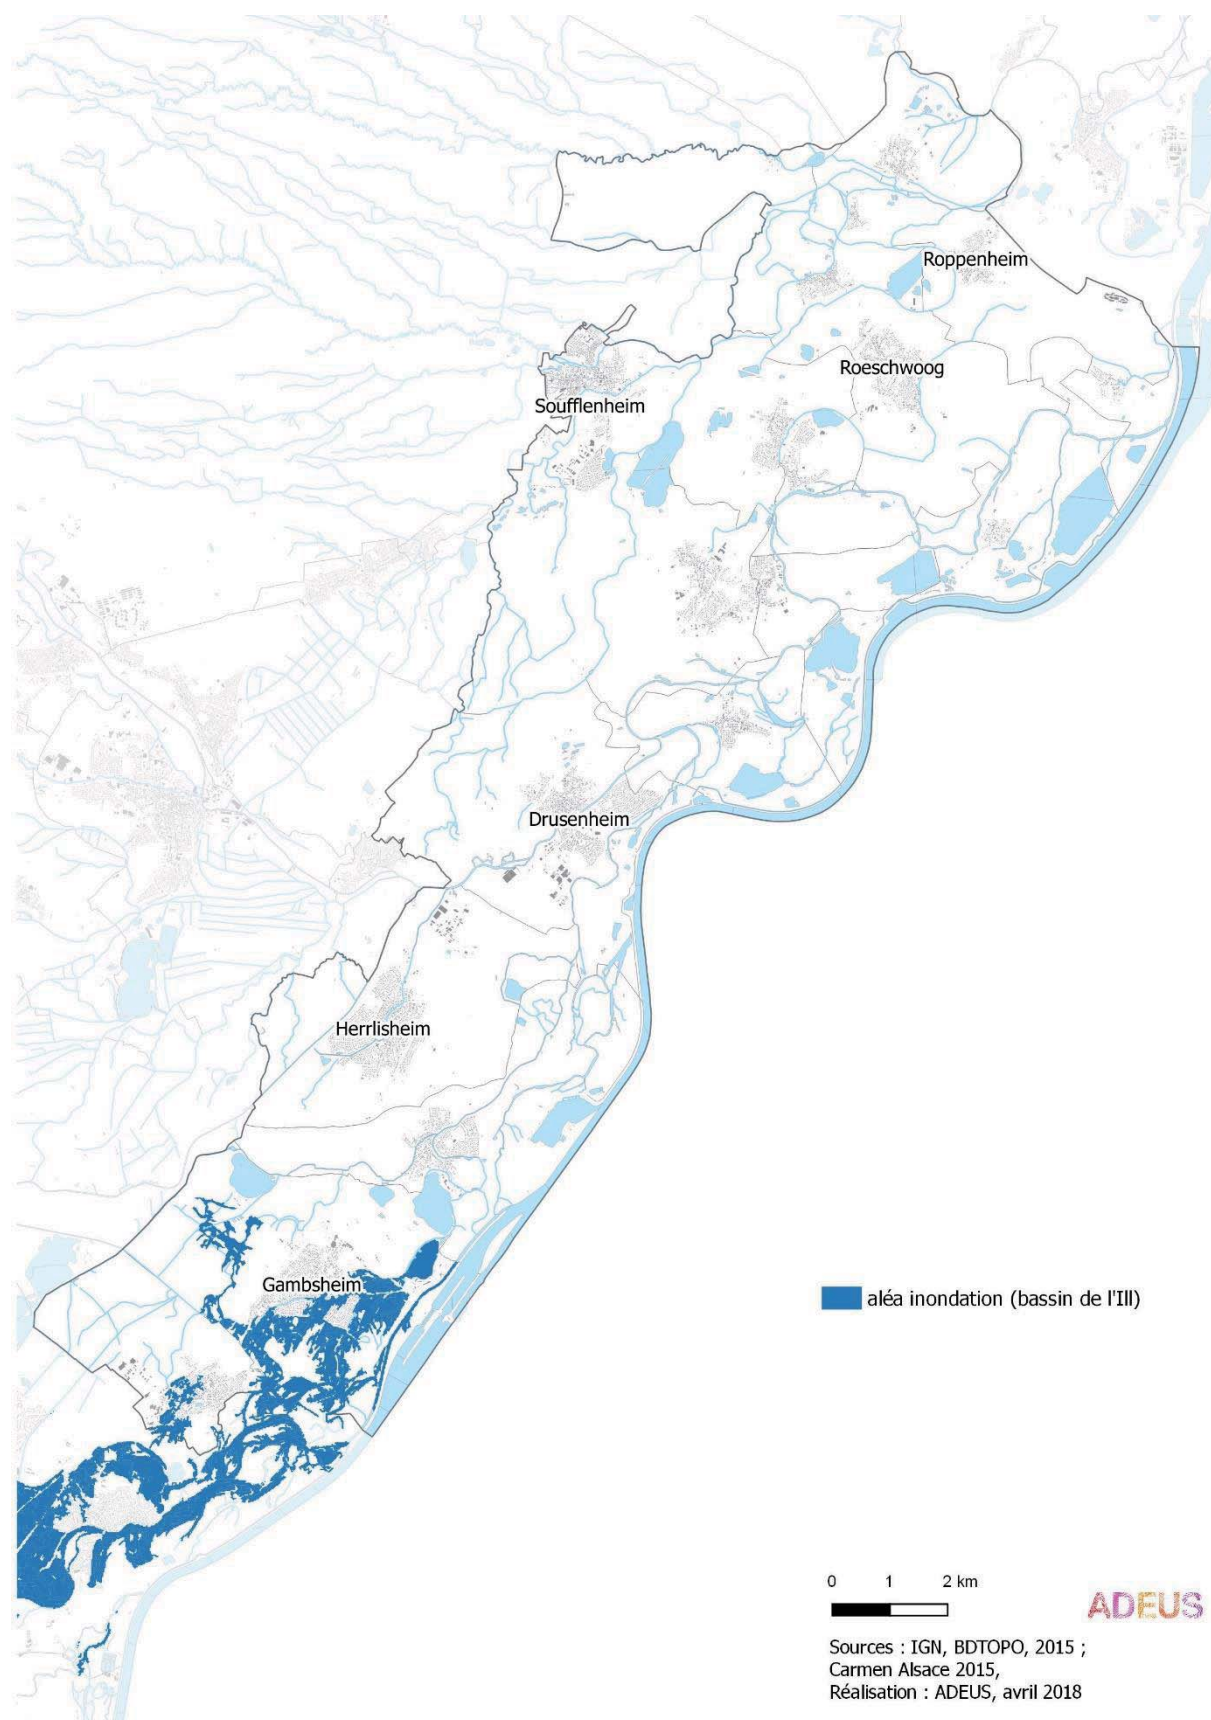 Roppenheim
Roeschwoog
Soufflenheim
Drusenheim
Herrlisheim
Gambsheim
aléa inondation (bassin de l'Ill)
0 1 2 km
ADEUS
Sources : IGN, BDTOPO, 2015 ;
Carmen Alsace 2015,
Réalisation : ADEUS, avril 2018